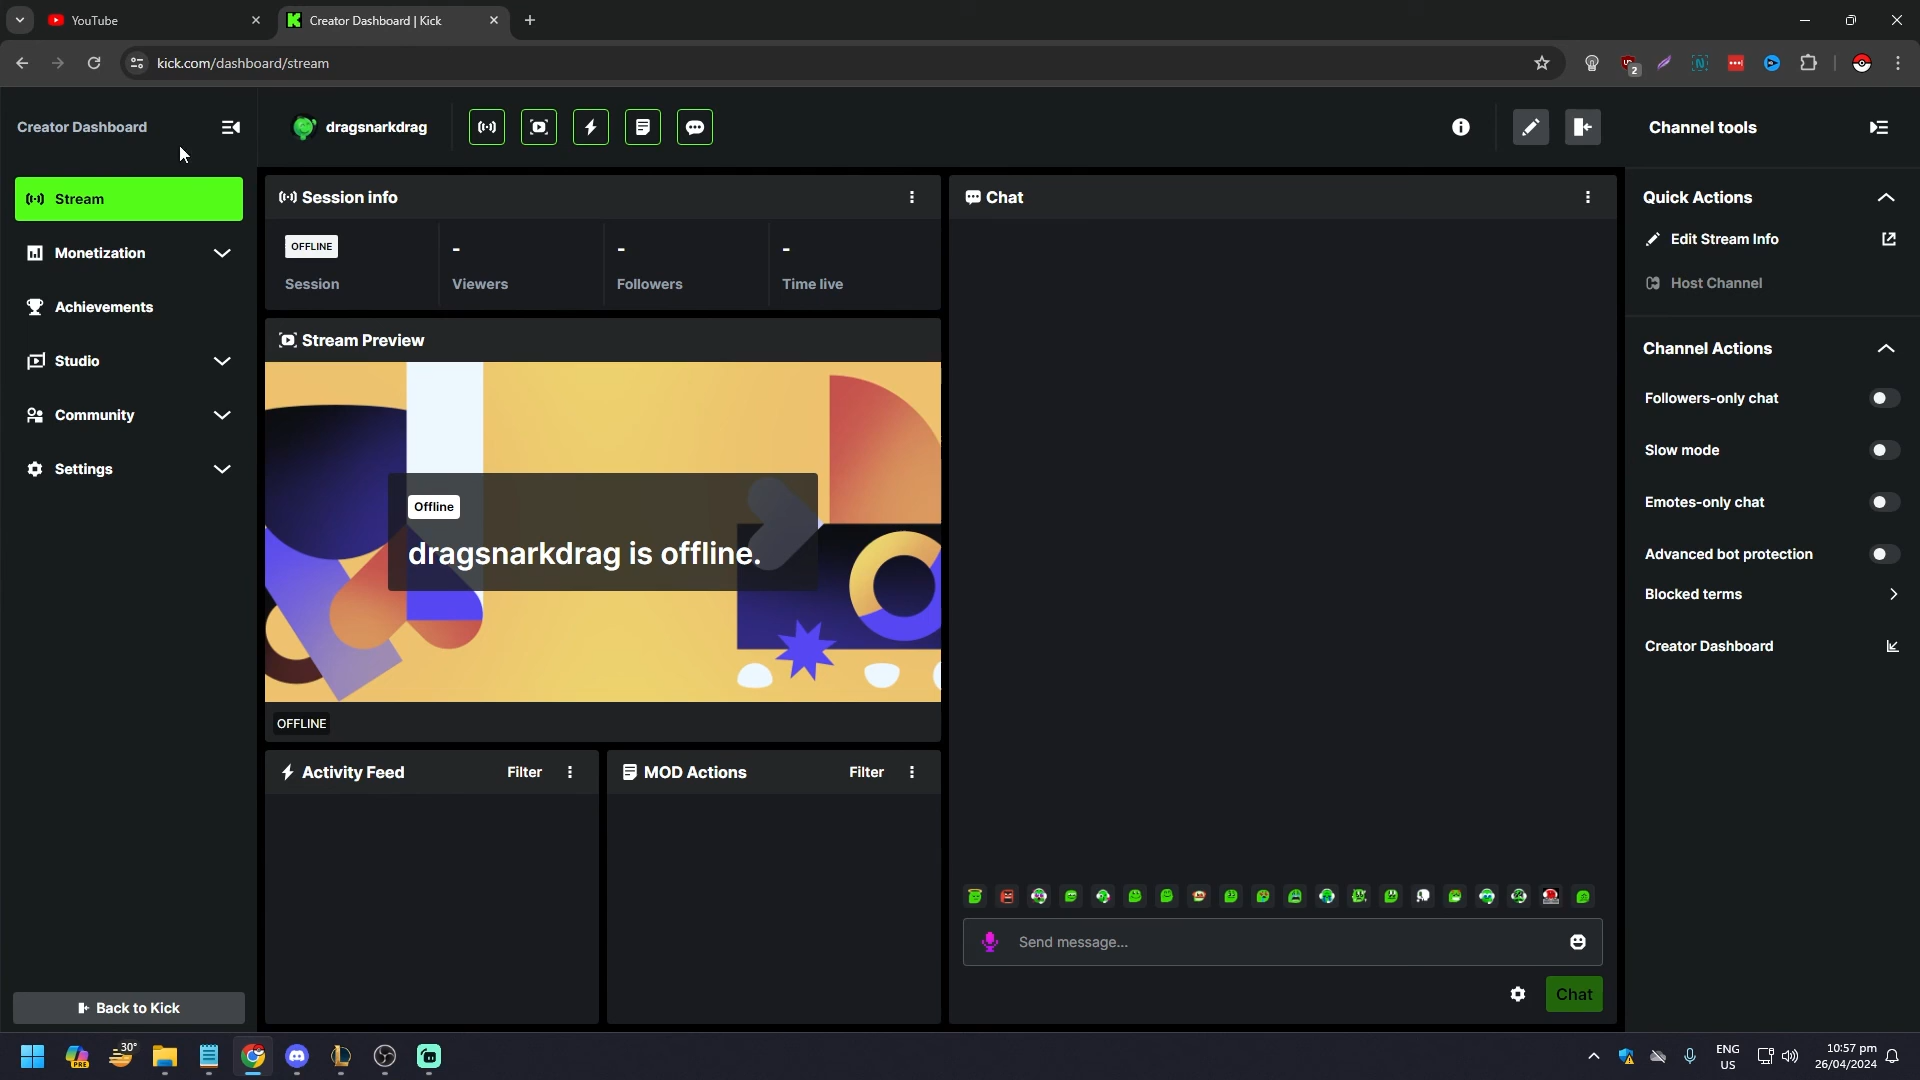 YouTube
Creator Dashboard | Kick
kick.com/dashboard/stream
2
Creator Dashboard
dragsnarkdrag
Channel tools
Stream
Monetization
Achievements
Studio
Community
Settings
Back to Kick
Session info
OFFLINE
Session
-
Viewers
-
Followers
-
Time live
Stream Preview
Offline
dragsnarkdrag is offline.
OFFLINE
Activity Feed
Filter
MOD Actions
Filter
Chat
Send message...
Chat
Quick Actions
Edit Stream Info
Host Channel
Channel Actions
Followers-only chat
Slow mode
Emotes-only chat
Advanced bot protection
Blocked terms
Creator Dashboard
PRE
30°
ENG
US
10:57 pm
26/04/2024